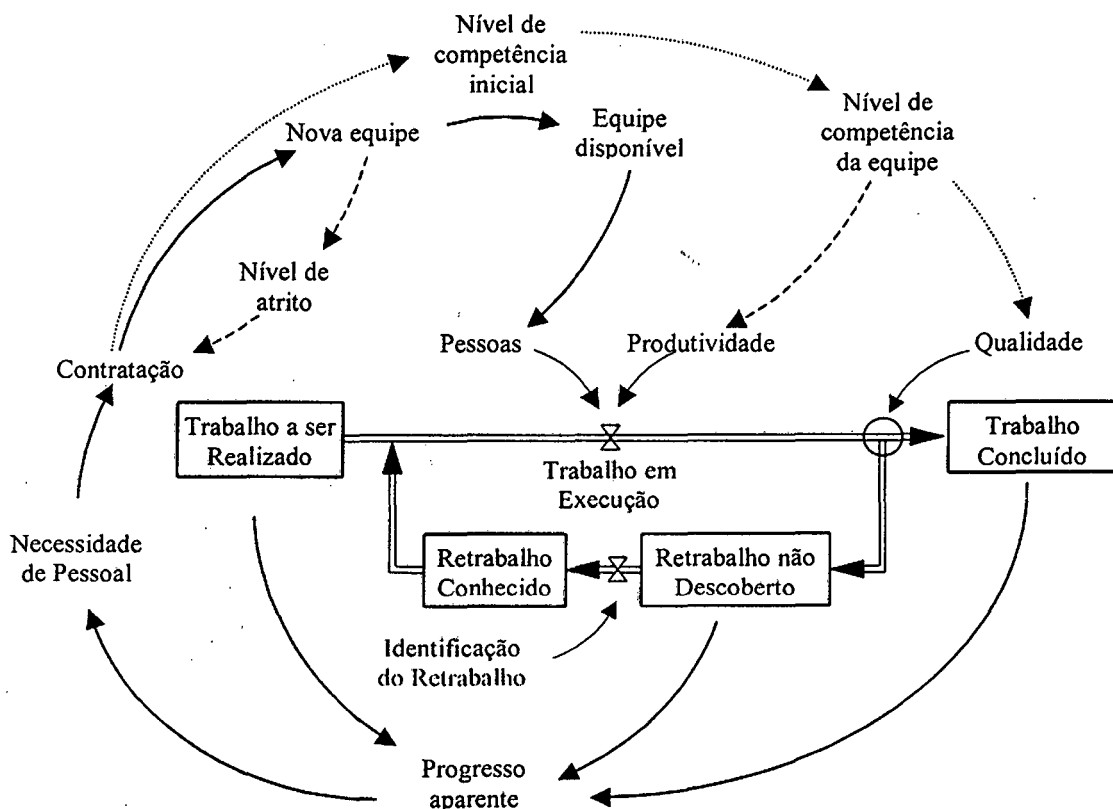 Nível de
competência
inicial
Nível de
competência
da equipe
Nova equipe
Equipe
disponível
Nível de
atrito
Contratação
Pessoas
Produtividade
Qualidade
Trabalho a ser
Realizado
Trabalho em
Execução
Trabalho
Concluído
Necessidade
de Pessoal
Retrabalho
Conhecido
Retrabalho não
Descoberto
Identificação
do Retrabalho
Progresso
aparente